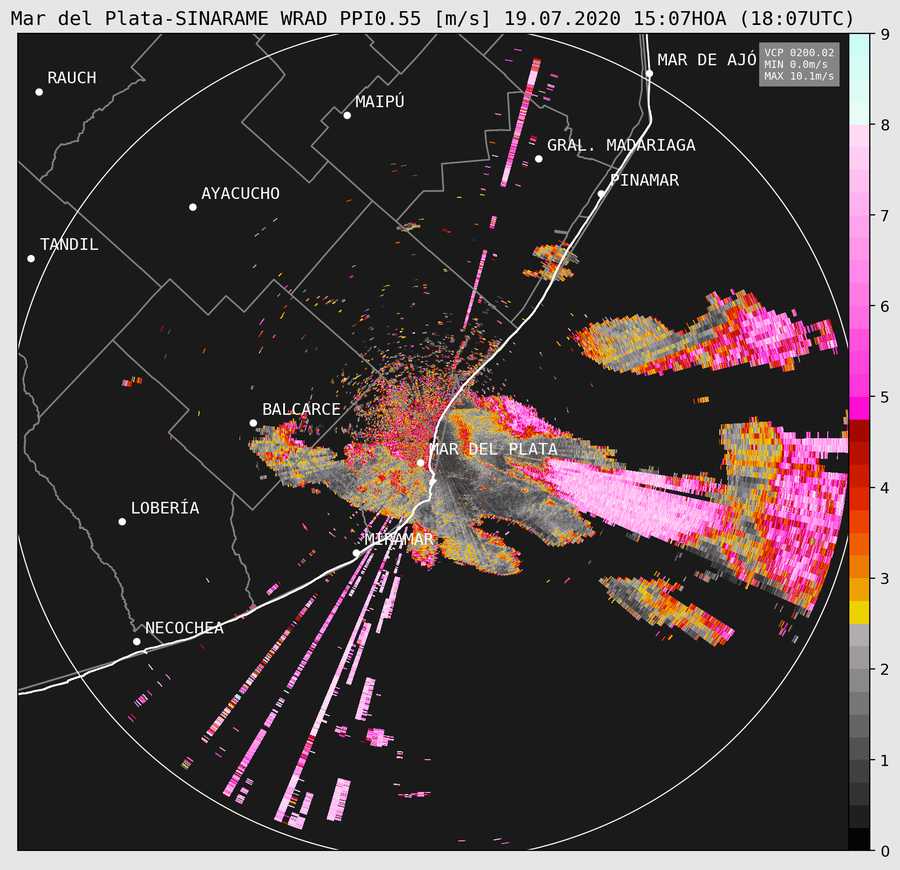 Mar del Plata-SINARAME WRAD PPI0.55 [m/s] 19.07.2020 15:07HOA (18:07UTC)
VCP 0200.02
MIN 0.0m/s
MAX 10.1m/s
MAR DE AJÓ
RAUCH
MAIPÚ
GRAL. MADARIAGA
PINAMAR
AYACUCHO
TANDIL
BALCARCE
MAR DEL PLATA
LOBERÍA
MIRAMAR
NECOCHEA
9
8
7
6
5
4
3
2
1
0